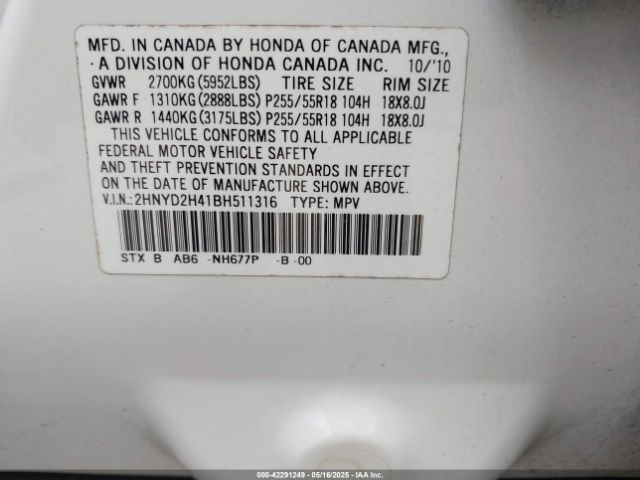 MFD. IN CANADA BY HONDA OF CANADA MFG.,
A DIVISION OF HONDA CANADA INC. 10/'10
GVWR 2700KG(5952LBS) TIRE SIZE RIM SIZE
GAWR F 1310KG(2888LBS)P255/55R18 104H 18X8.0J
GAWR R 1440KG(3175LBS)P255/55R18 104H 18X8.0J
THIS VEHICLE CONFORMS TO ALL APPLICABLE
FEDERAL MOTOR VEHICLE SAFETY
AND THEFT PREVENTION STANDARDS IN EFFECT
ON THE DATE OF MANUFACTURE SHOWN ABOVE.
V.I.N.:2HNYD2H41BH511316 TYPE: MPV
STX B AB6 -NH677P -B -00
000-42291249 05/16/2025 IAAI.COM